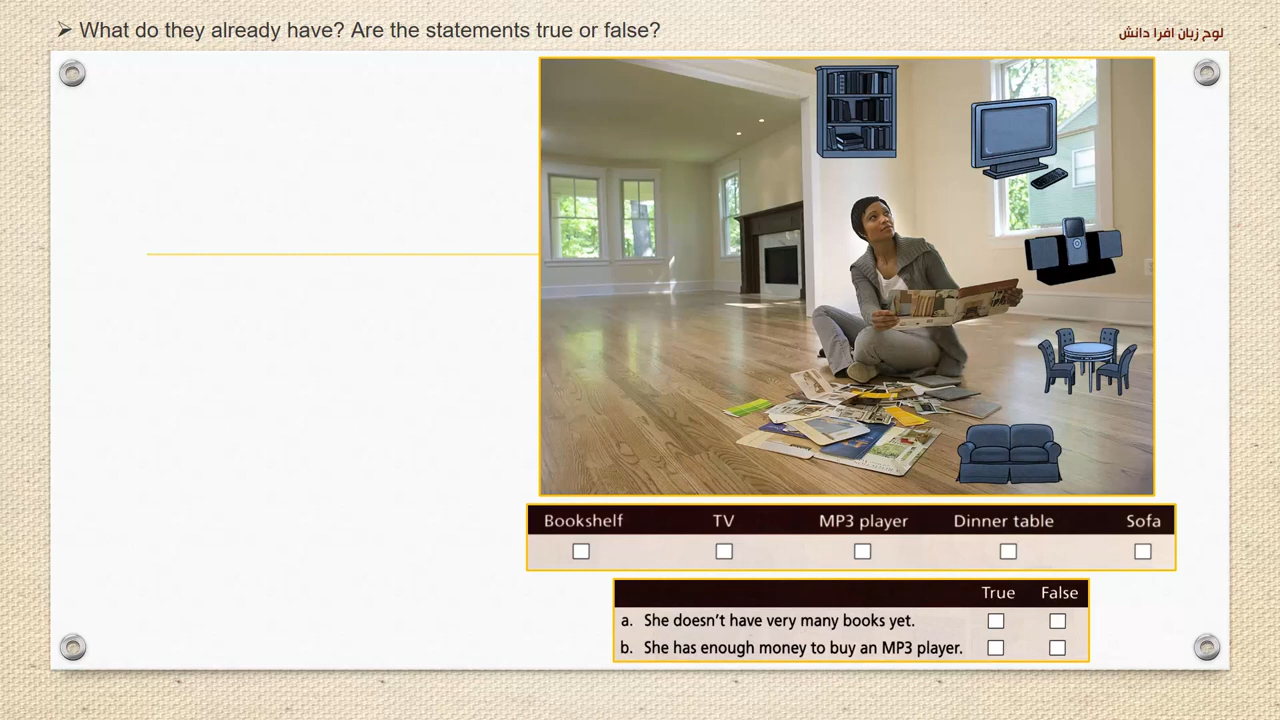 ➢ What do they already have? Are the statements true or false?
لوح زبان افرا دانش
Bookshelf TV MP3 player Dinner table Sofa
True False
a. She doesn't have very many books yet.
b. She has enough money to buy an MP3 player.